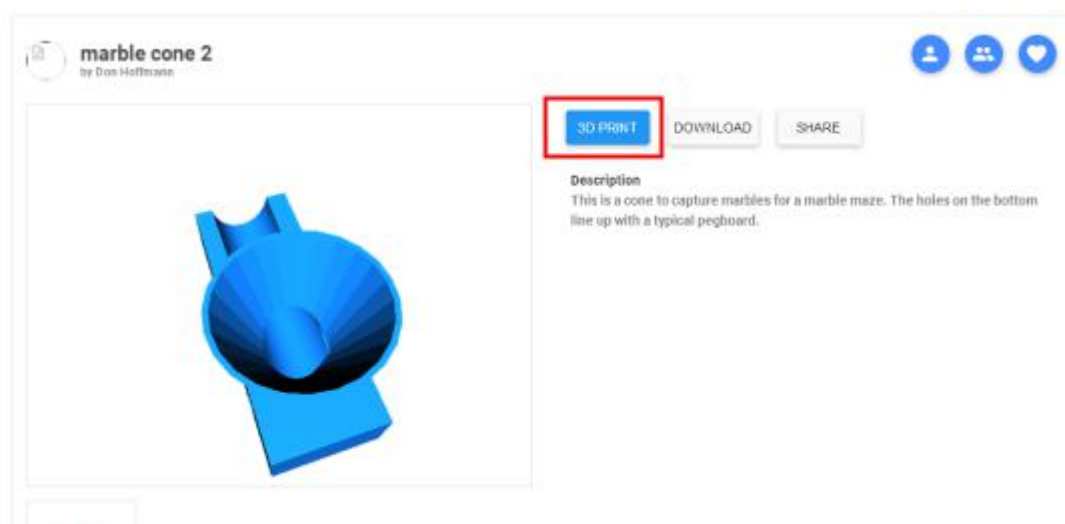 marble cone 2
by Don Hoffmann
3D PRINT
DOWNLOAD
SHARE
Description
This is a cone to capture marbles for a marble maze. The holes on the bottom
line up with a typical pegboard.